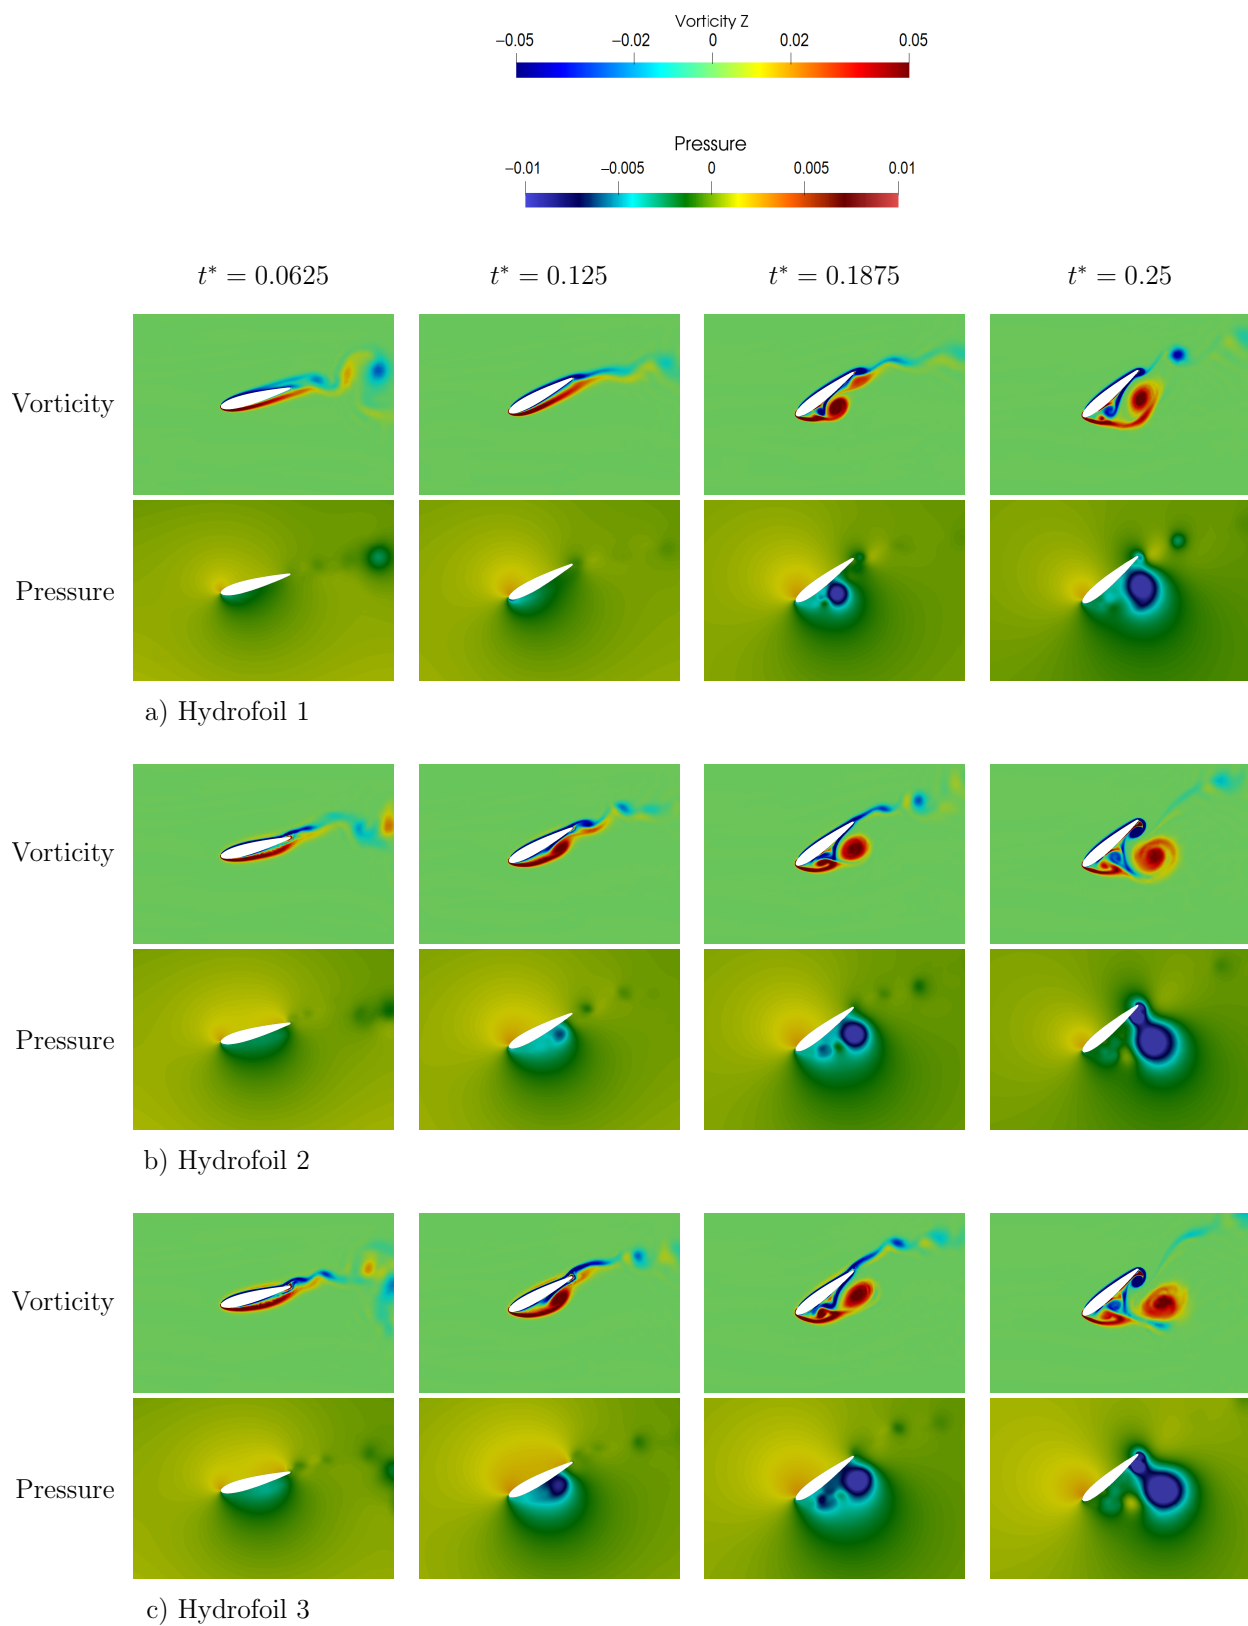 Vorticity Z
−0.05 −0.02 0 0.02 0.05
Pressure
−0.01 −0.005 0 0.005 0.01
t* = 0.0625 t* = 0.125 t* = 0.1875 t* = 0.25
Vorticity
Pressure
a) Hydrofoil 1
Vorticity
Pressure
b) Hydrofoil 2
Vorticity
Pressure
c) Hydrofoil 3